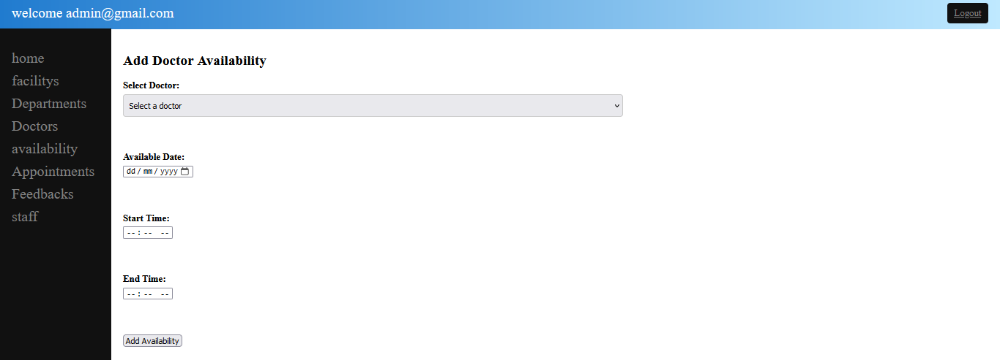 welcome admin@gmail.com
Logout
home
facilitys
Departments
Doctors
availability
Appointments
Feedbacks
staff
Add Doctor Availability
Select Doctor:
Select a doctor
Available Date:
dd / mm / yyyy
Start Time:
-- : -- --
End Time:
-- : -- --
Add Availability